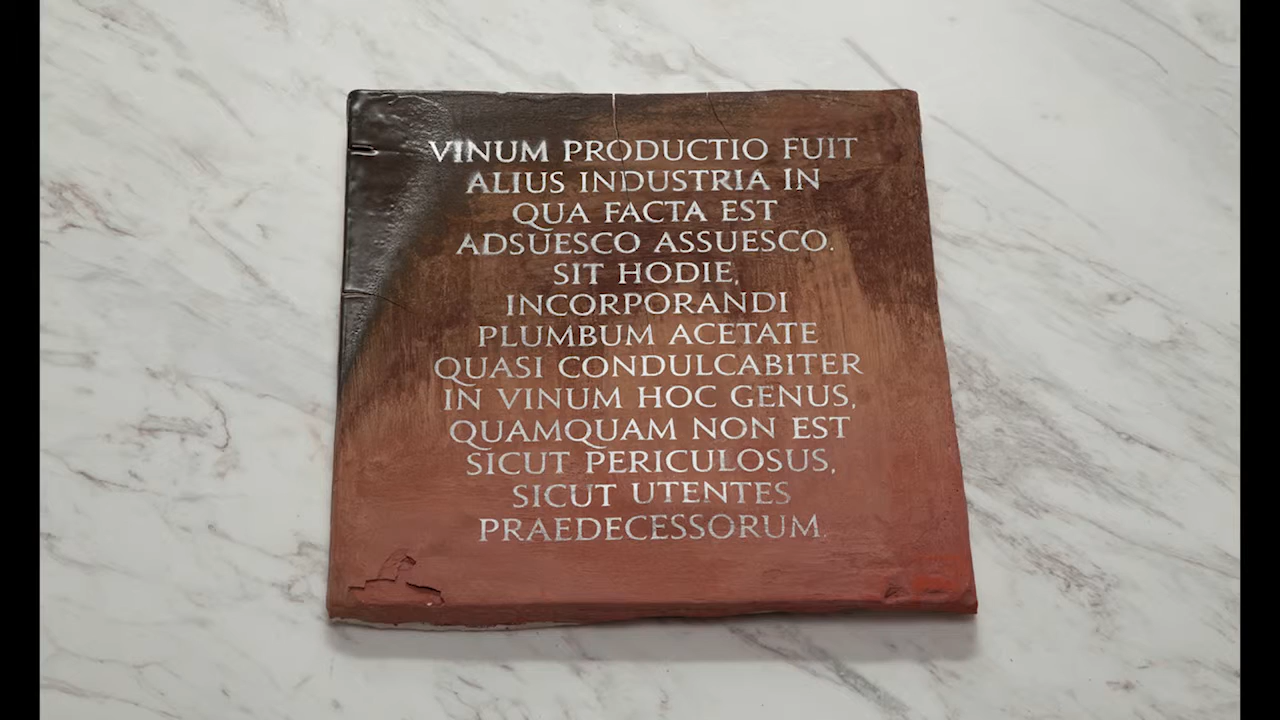 VINUM PRODUCTIO FUIT
ALIUS INDUSTRIA IN
QUA FACTA EST
ADSUESCO ASSUESCO.
SIT HODIE,
INCORPORANDI
PLUMBUM ACETATE
QUASI CONDULCABITER
IN VINUM HOC GENUS,
QUAMQUAM NON EST
SICUT PERICULOSUS,
SICUT UTENTES
PRAEDECESSORUM.